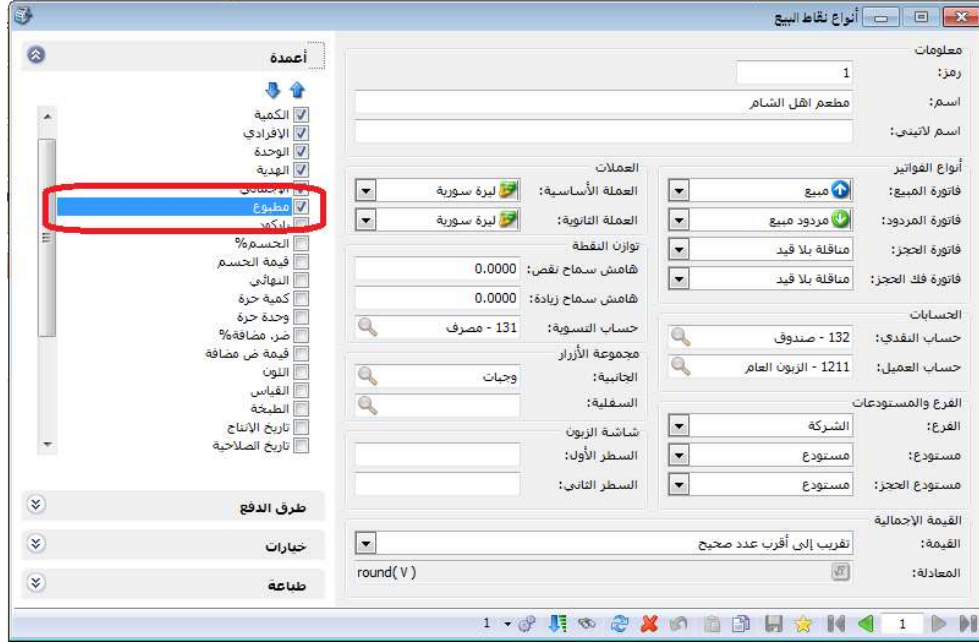 أنواع نقاط البيع
معلومات
رمز: 1
اسم: مطعم اهل الشام
اسم لاتيني:
أنواع الفواتير
فاتورة المبيع: مبيع
فاتورة المردود: مردود مبيع
فاتورة الحجز: مناقلة بلا قيد
فاتورة فك الحجز: مناقلة بلا قيد
الحسابات
حساب النقدي: 132 - صندوق
حساب العميل: 1211 - الزبون العام
الفرع والمستودعات
الفرع: الشركة
مستودع: مستودع
مستودع الحجز: مستودع
العملات
العملة الأساسية: ليرة سورية
العملة الثانوية: ليرة سورية
توازن النقطة
هامش سماح نقص: 0.0000
هامش سماح زيادة: 0.0000
حساب التسوية: 131 - مصرف
مجموعة الأزرار
الجانبية: وجبات
السفلية:
شاشة الزبون
السطر الأول:
السطر الثاني:
القيمة الإجمالية
القيمة: تقريب إلى أقرب عدد صحيح
المعادلة: round( V )
أعمدة
الكمية
الإفرادي
الوحدة
الهدية
الإجمالي
مطبوع
باركود
الحسم%
قيمة الحسم
النهائي
كمية حرة
وحدة حرة
ضر. مضافة%
قيمة ض مضافة
اللون
القياس
الطبخة
تاريخ الإنتاج
تاريخ الصلاحية
طرق الدفع
خيارات
طباعة
1
1